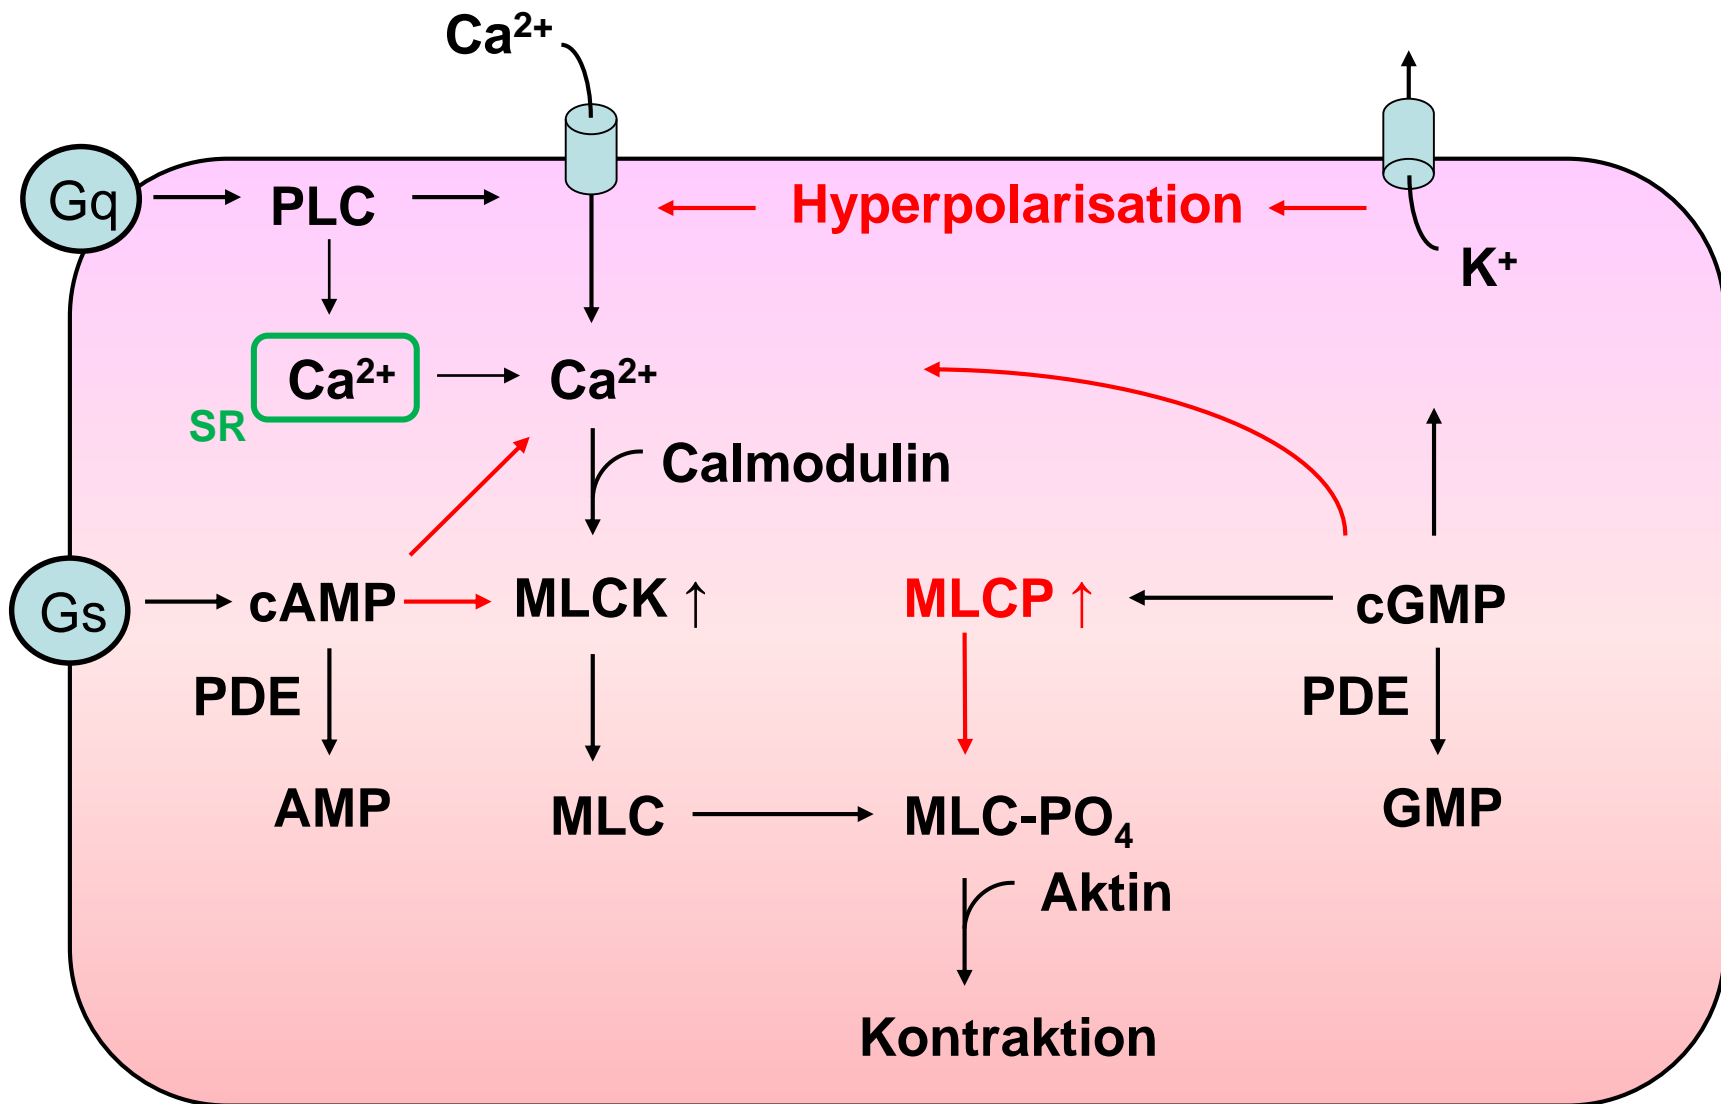 Ca²⁺
Gq
PLC
Hyperpolarisation
K⁺
Ca²⁺
Ca²⁺
SR
Calmodulin
Gs
cAMP
MLCK ↑
MLCP ↑
cGMP
PDE
PDE
AMP
MLC
MLC-PO₄
GMP
Aktin
Kontraktion